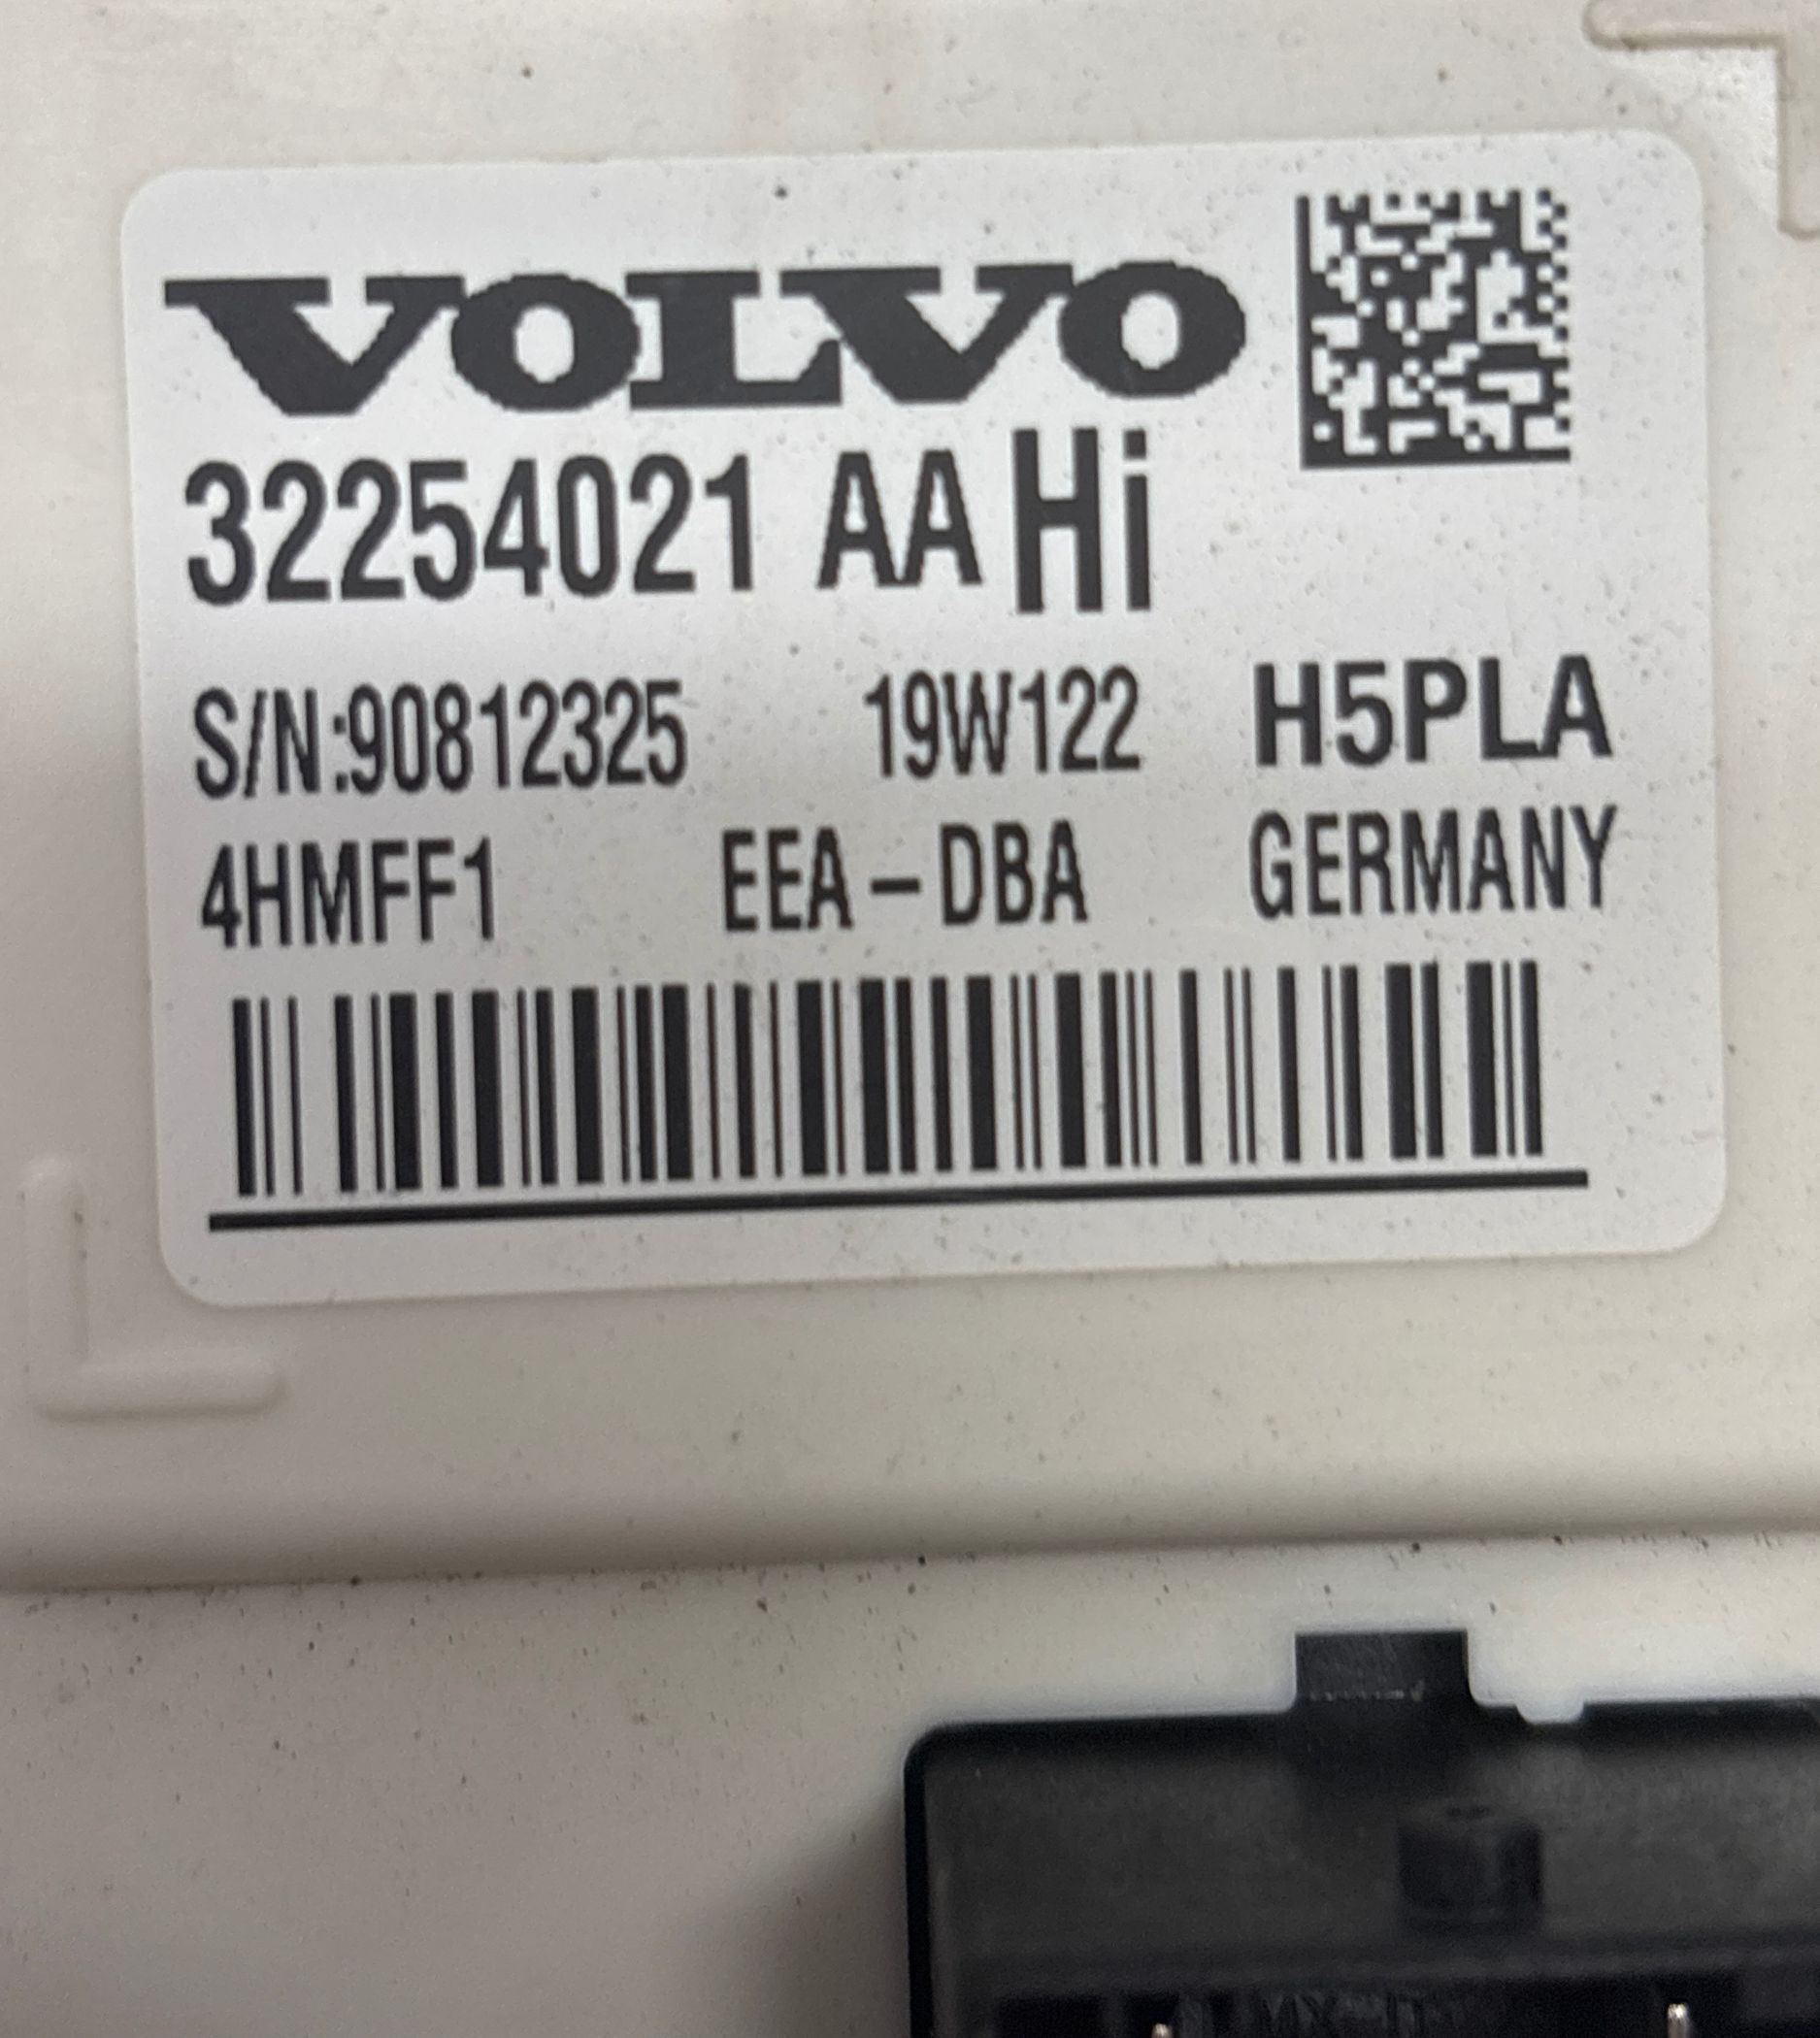 VOLVO
32254021 AA Hi
S/N:90812325 19W122 H5PLA
4HMFF1 EEA-DBA GERMANY